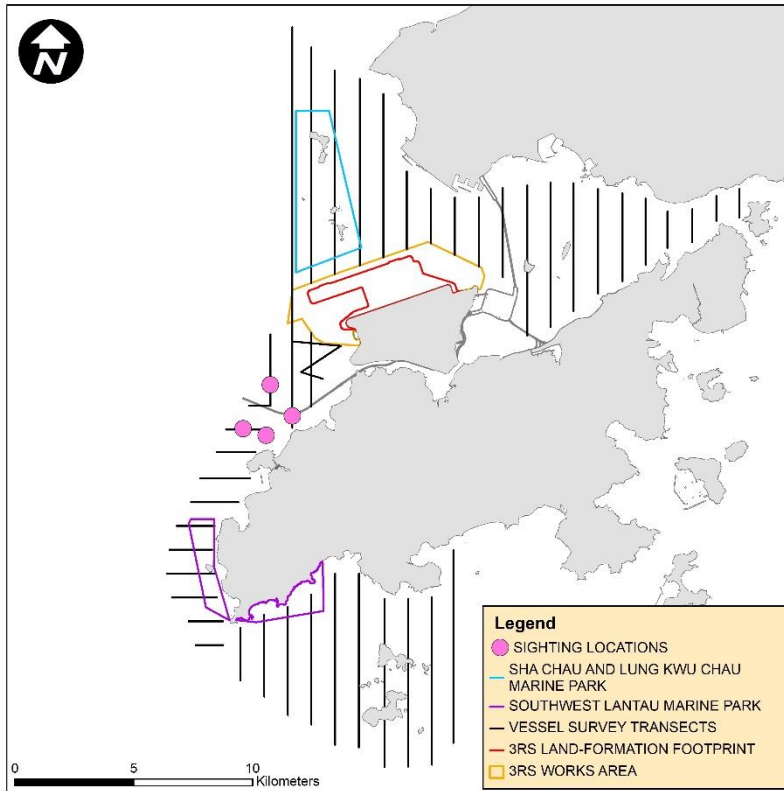 N
Legend
SIGHTING LOCATIONS
SHA CHAU AND LUNG KWU CHAU
MARINE PARK
SOUTHWEST LANTAU MARINE PARK
VESSEL SURVEY TRANSECTS
3RS LAND-FORMATION FOOTPRINT
3RS WORKS AREA
0 5 10
Kilometers